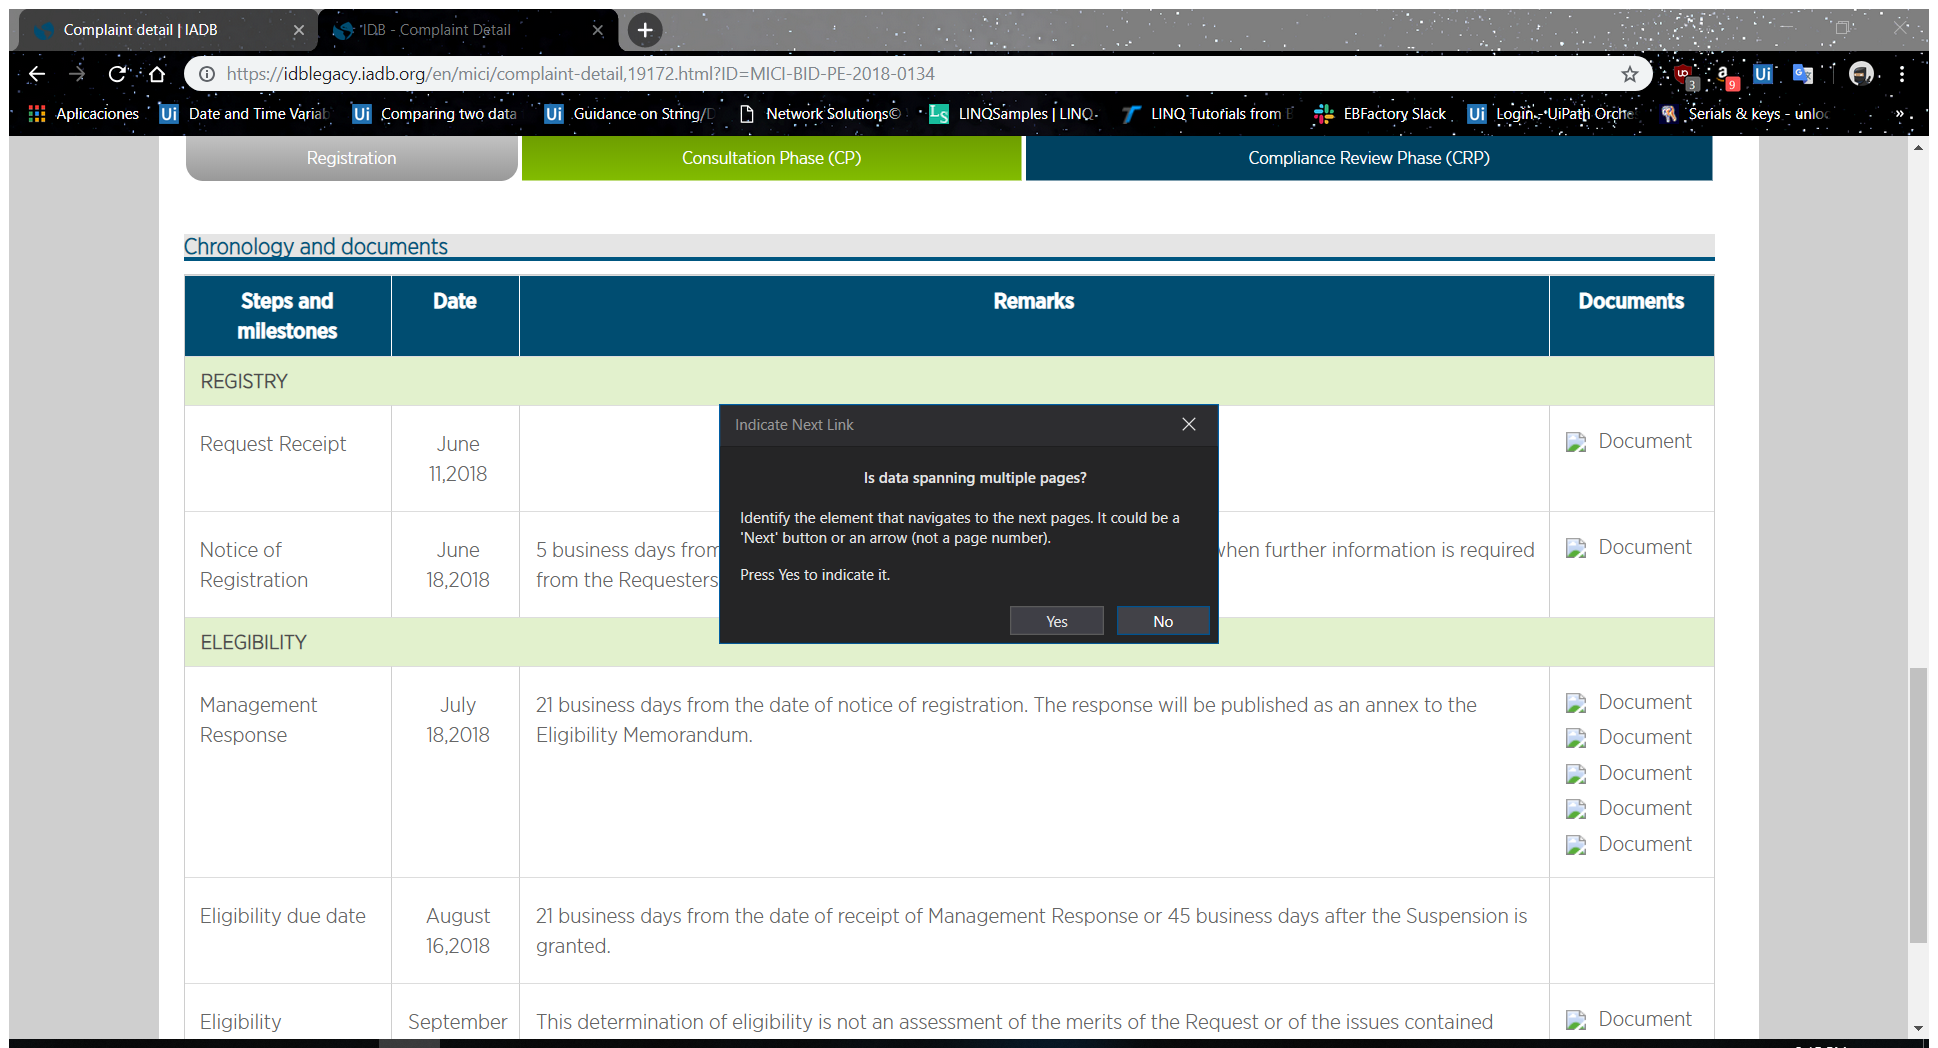 Complaint detail | IADB
IDB - Complaint Detail
https://idblegacy.iadb.org/en/mici/complaint-detail,19172.html?ID=MICI-BID-PE-2018-0134
3
9
Aplicaciones
Ui Date and Time Variab
Ui Comparing two data
Ui Guidance on String/D
Network Solutions©
LS LINQSamples | LINQ
LINQ Tutorials from E
EBFactory Slack
Ui Login - UiPath Orche
Serials & keys - unloc
»
Registration
Consultation Phase (CP)
Compliance Review Phase (CRP)
Chronology and documents
Steps and
milestones
Date
Remarks
Documents
REGISTRY
Request Receipt
June
11,2018
Document
Notice of
Registration
June
18,2018
5 business days from
when further information is required
from the Requesters
Document
Indicate Next Link
Is data spanning multiple pages?
Identify the element that navigates to the next pages. It could be a
'Next' button or an arrow (not a page number).
Press Yes to indicate it.
Yes
No
ELEGIBILITY
Management
Response
July
18,2018
21 business days from the date of notice of registration. The response will be published as an annex to the
Eligibility Memorandum.
Document
Document
Document
Document
Document
Eligibility due date
August
16,2018
21 business days from the date of receipt of Management Response or 45 business days after the Suspension is
granted.
Eligibility
September
This determination of eligibility is not an assessment of the merits of the Request or of the issues contained
Document